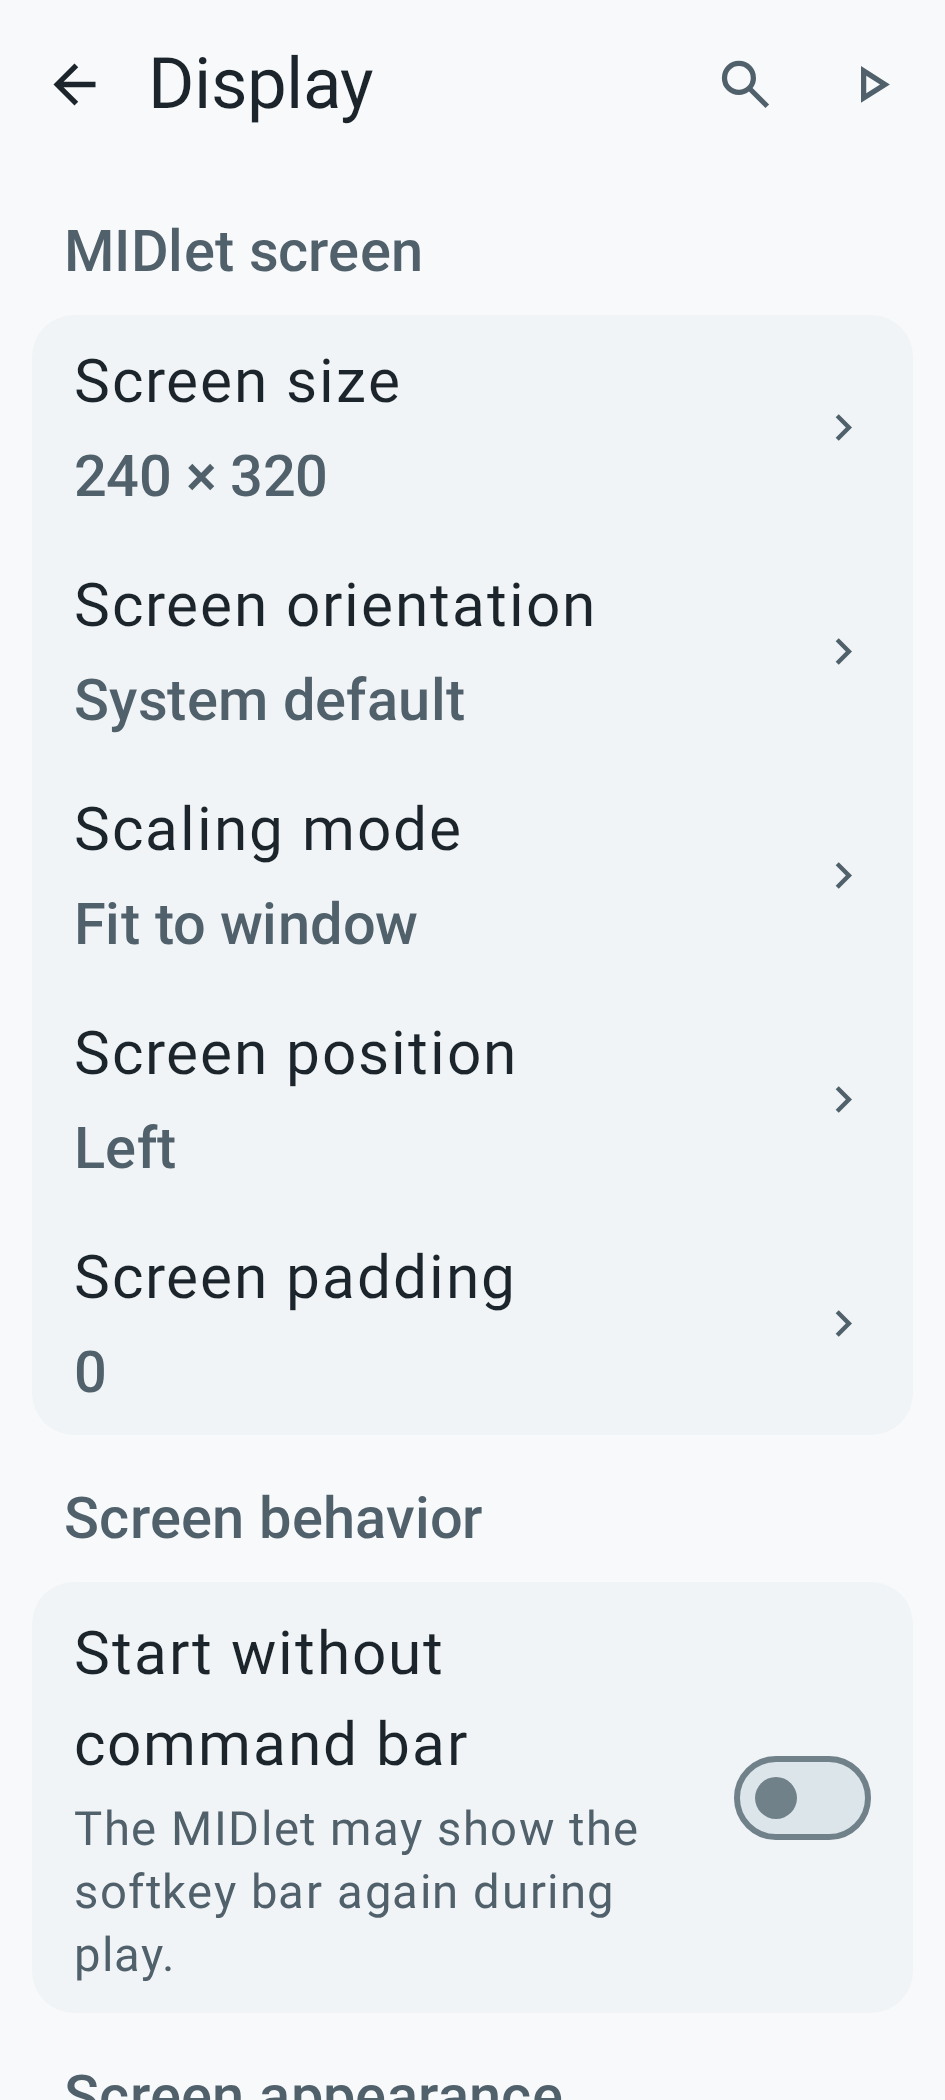 Display
MIDlet screen
Screen size
240 × 320
Screen orientation
System default
Scaling mode
Fit to window
Screen position
Left
Screen padding
0
Screen behavior
Start without
command bar
The MIDlet may show the
softkey bar again during
play.
Screen appearance